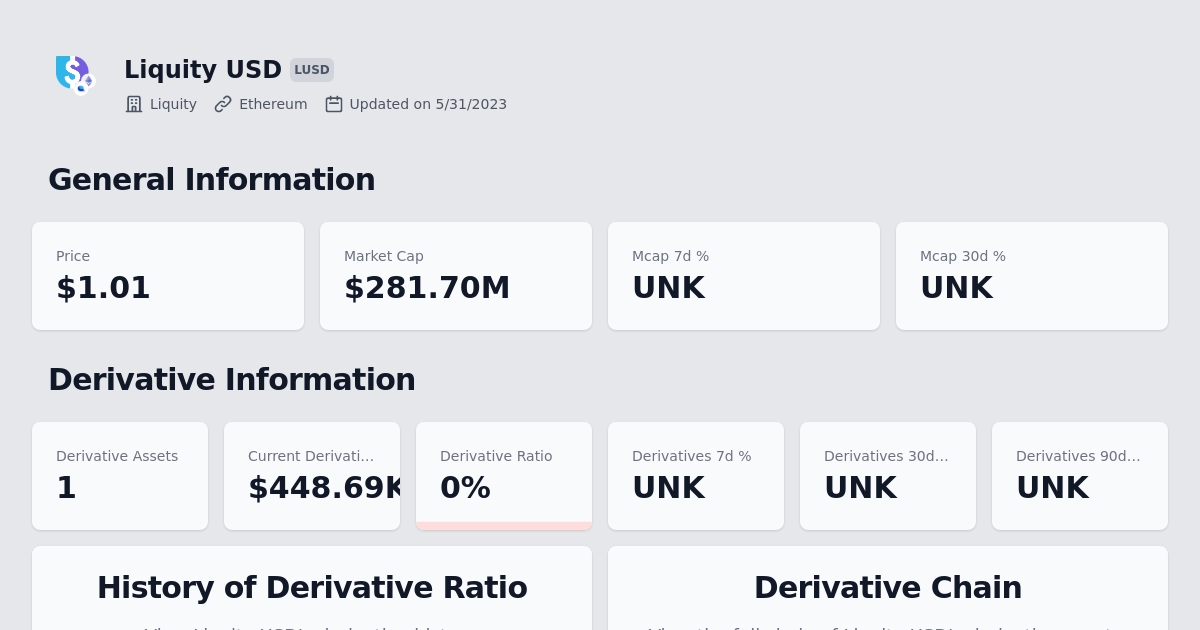 Liquity USD LUSD
Liquity Ethereum Updated on 5/31/2023
General Information
Price
$1.01
Market Cap
$281.70M
Mcap 7d %
UNK
Mcap 30d %
UNK
Derivative Information
Derivative Assets
1
Current Derivati...
$448.69K
Derivative Ratio
0%
Derivatives 7d %
UNK
Derivatives 30d...
UNK
Derivatives 90d...
UNK
History of Derivative Ratio
Derivative Chain